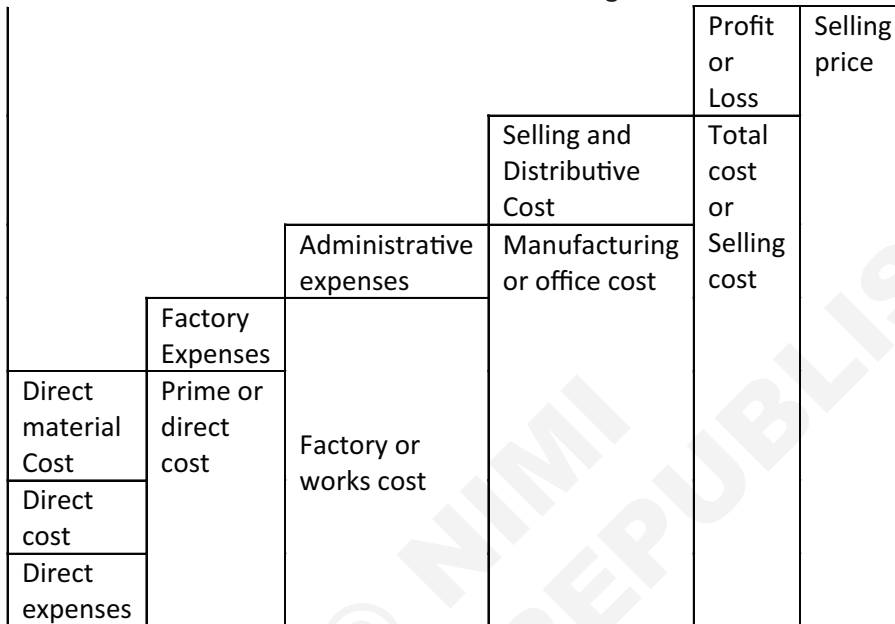 Profit
or
Loss
Selling
price
Selling and
Distributive
Cost
Total
cost
or
Selling
cost
Administrative
expenses
Manufacturing
or office cost
Factory
Expenses
Direct
material
Cost
Prime or
direct
cost
Factory or
works cost
Direct
cost
Direct
expenses
© NIMI